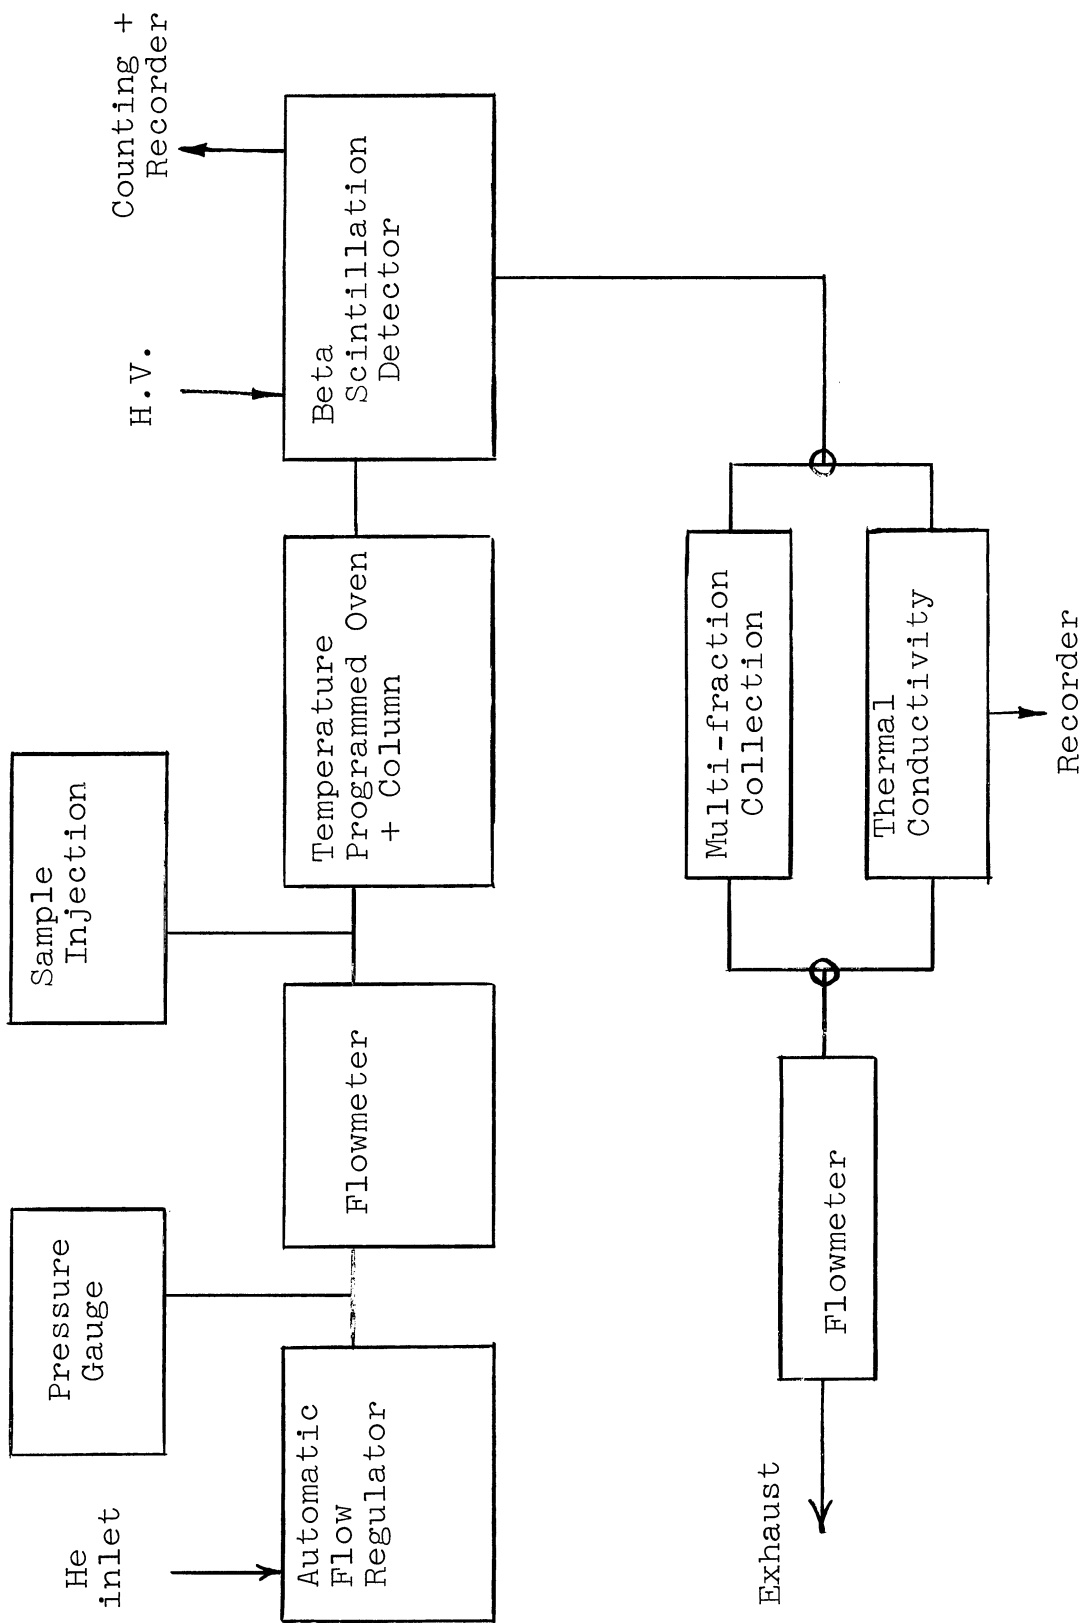 He
inlet
Pressure
Gauge
Sample
Injection
H.V.
Counting +
Recorder
Automatic
Flow
Regulator
Flowmeter
Temperature
Programmed Oven
+ Column
Beta
Scintillation
Detector
Exhaust
Flowmeter
Multi-fraction
Collection
Thermal
Conductivity
Recorder